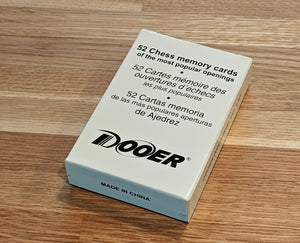 52 Chess memory cards
of the most popular openings
•
52 Cartes mémoire des
ouvertures d échecs
les plus populaires
•
52 Cartas memoria
de las más populares aperturas
de Ajedrez
DOOER®
MADE IN CHINA